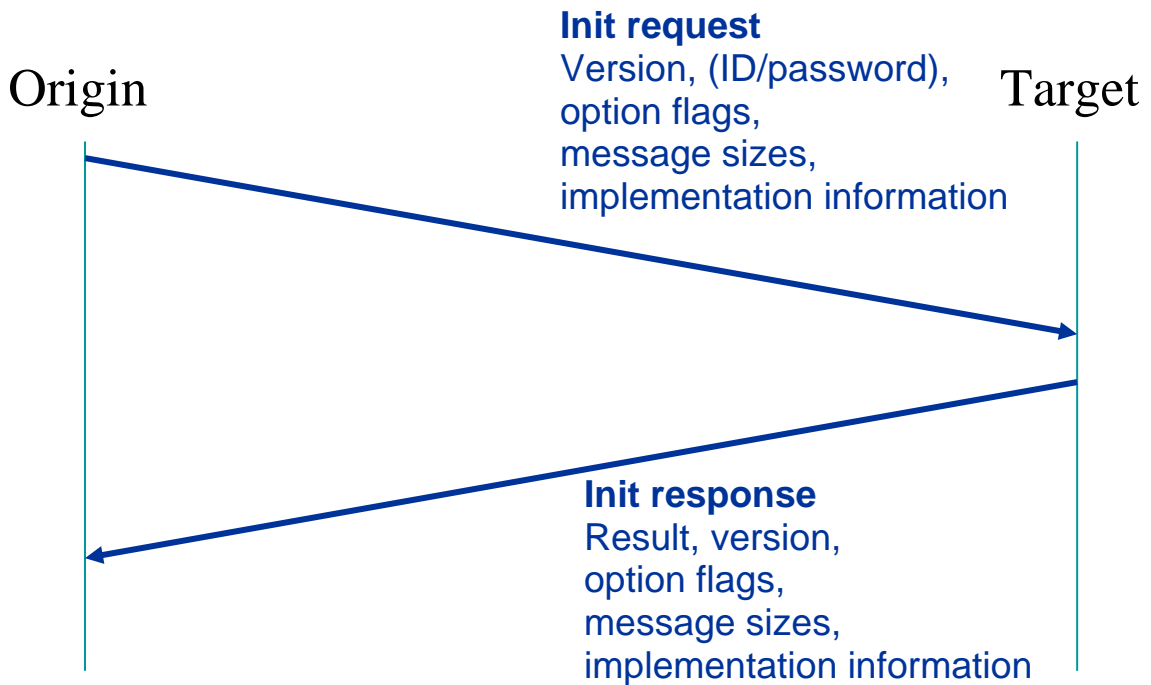 Init request
Version, (ID/password),
Origin
Target
option flags,
message sizes,
implementation information
Init response
Result, version,
option flags,
message sizes,
implementation information